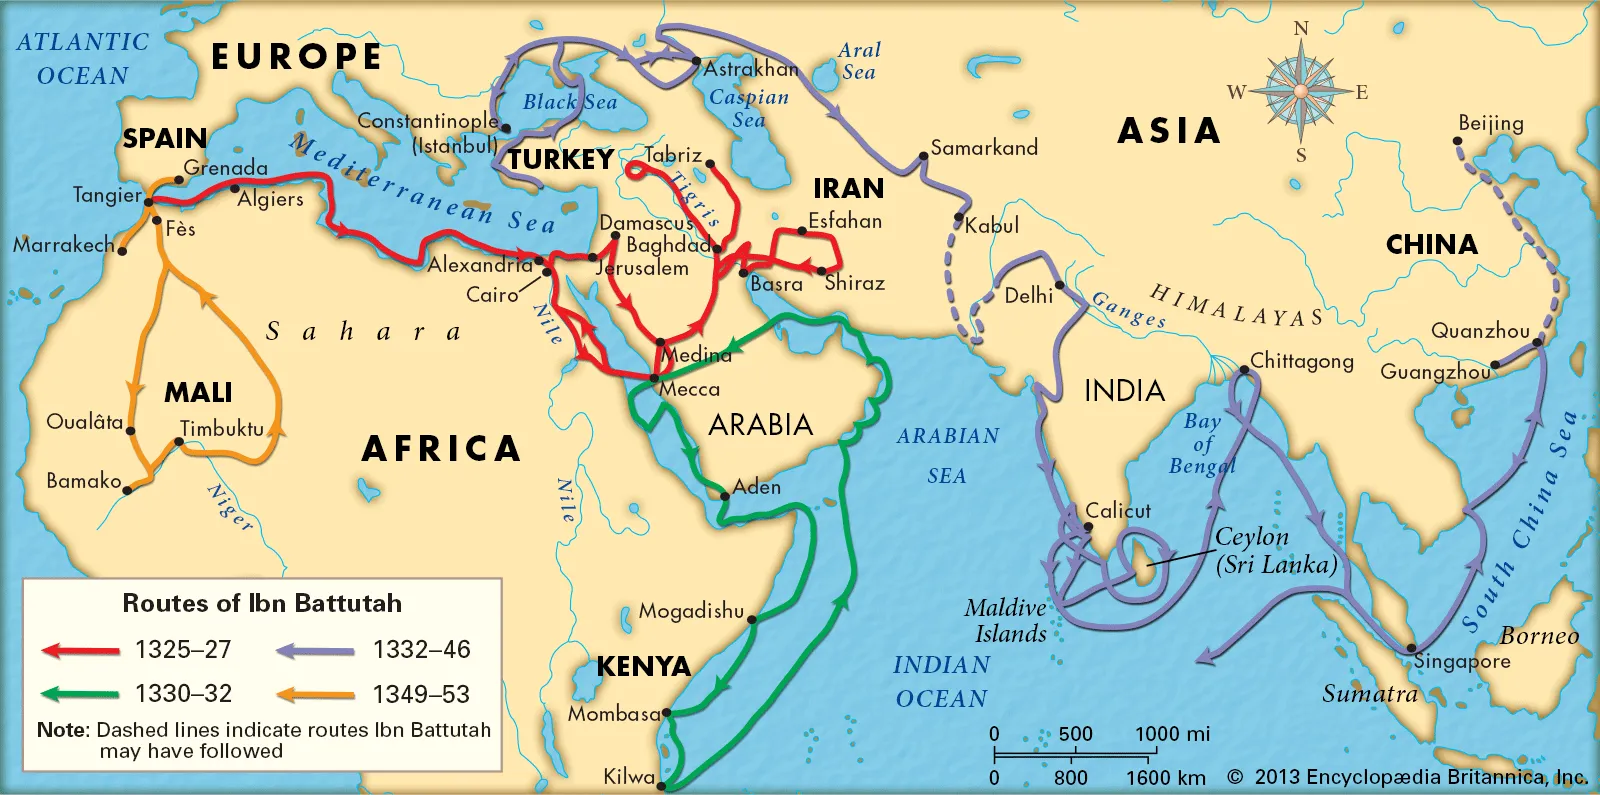 ATLANTIC
OCEAN
EUROPE
Aral
Sea
N
W
E
S
ASIA
Astrakhan
Caspian
Sea
Black Sea
Constantinople
(Istanbul)
SPAIN
Grenada
Mediterranean Sea
TURKEY
Tabriz
Tigris
IRAN
Samarkand
Beijing
Tangier
Algiers
Fès
Marrakech
Damascus
Baghdad
Esfahan
Kabul
CHINA
Alexandria
Jerusalem
Cairo
Basra
Shiraz
Delhi
Ganges
HIMALAYAS
Sahara
Nile
Medina
Mecca
Quanzhou
Guangzhou
Chittagong
MALI
Oualâta
Timbuktu
Bamako
Niger
AFRICA
Nile
ARABIA
Aden
ARABIAN
SEA
INDIA
Bay
of
Bengal
Calicut
Ceylon
(Sri Lanka)
South China Sea
Maldive
Islands
Mogadishu
KENYA
Mombasa
Kilwa
INDIAN
OCEAN
Borneo
Singapore
Sumatra
Routes of Ibn Battutah
1325–27
1332–46
1330–32
1349–53
Note: Dashed lines indicate routes Ibn Battutah
may have followed
0 500 1000 mi
0 800 1600 km
© 2013 Encyclopædia Britannica, Inc.